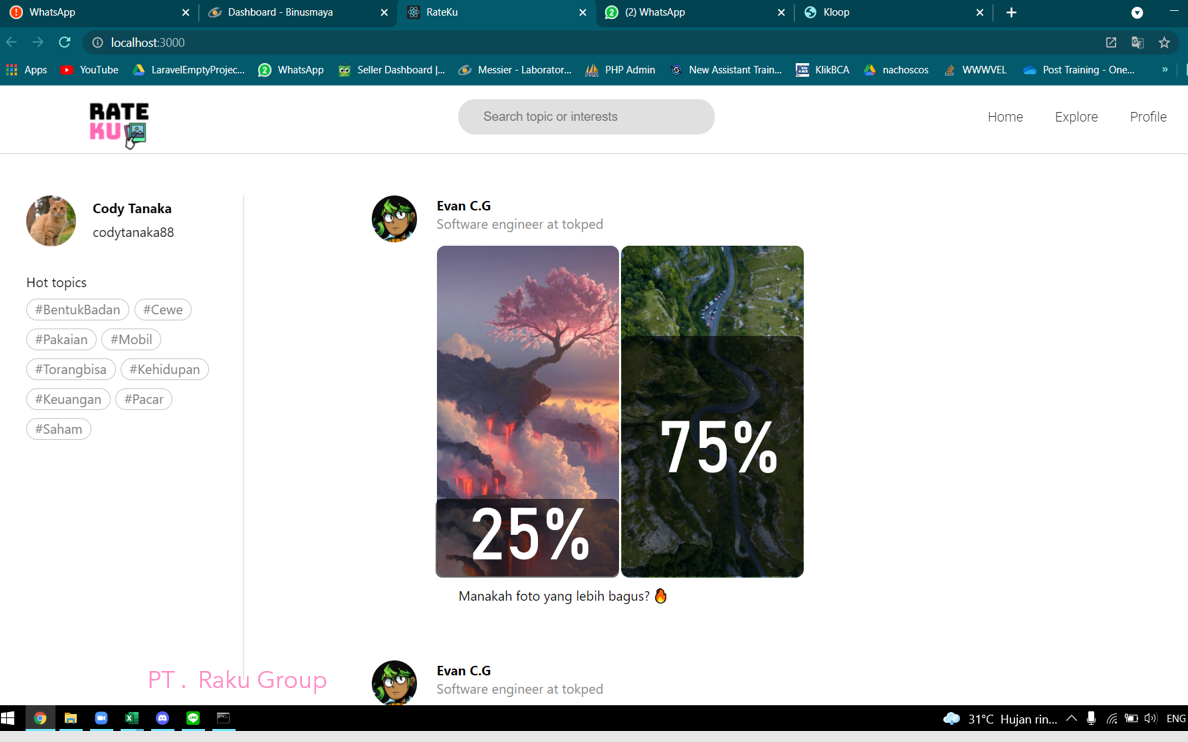 WhatsApp
Dashboard - Binusmaya
RateKu
(2) WhatsApp
Kloop
localhost:3000
Apps
YouTube
LaravelEmptyProjec...
WhatsApp
Seller Dashboard |...
Messier - Laborator...
PHP Admin
New Assistant Train...
KlikBCA
nachoscos
WWWVEL
Post Training - One...
»
RATE
KU
Search topic or interests
Home
Explore
Profile
Cody Tanaka
codytanaka88
Hot topics
#BentukBadan
#Cewe
#Pakaian
#Mobil
#Torangbisa
#Kehidupan
#Keuangan
#Pacar
#Saham
Evan C.G
Software engineer at tokped
25%
75%
Manakah foto yang lebih bagus? 🔥
Evan C.G
Software engineer at tokped
PT . Raku Group
31°C Hujan rin...
ENG